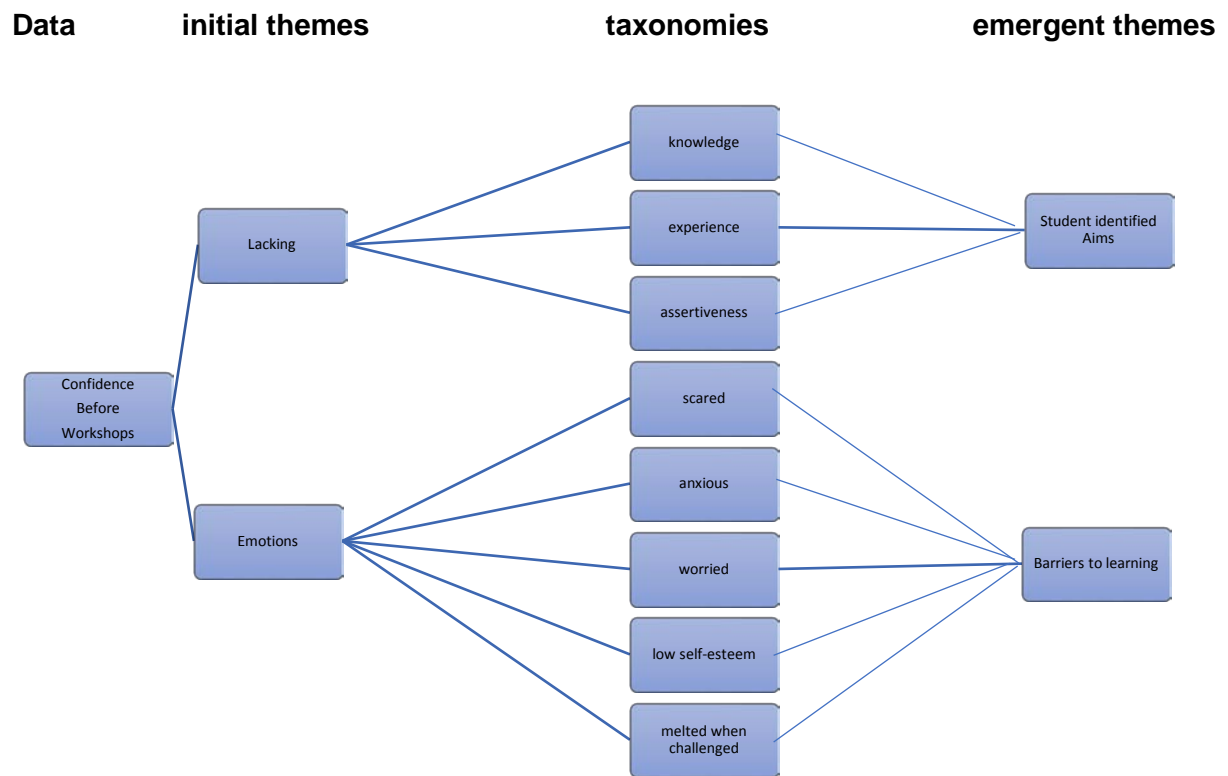 Data initial themes taxonomies emergent themes
knowledge
Lacking
experience
Student identified
Aims
assertiveness
Confidence
Before
Workshops
scared
anxious
Emotions
worried
Barriers to learning
low self-esteem
melted when
challenged